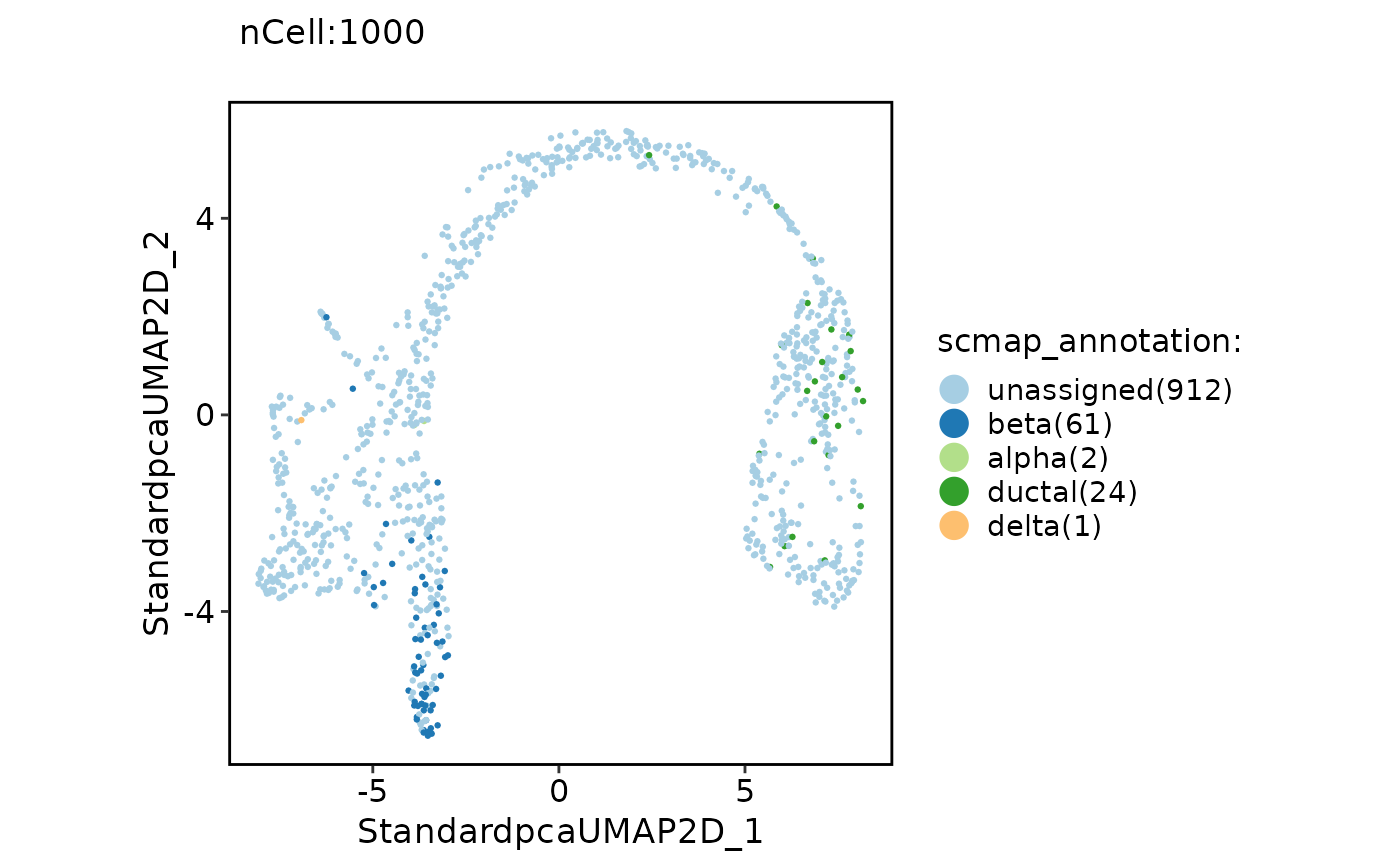 nCell:1000
StandardpcaUMAP2D_2
4
0
-4
-5
0
5
StandardpcaUMAP2D_1
scmap_annotation:
unassigned(912)
beta(61)
alpha(2)
ductal(24)
delta(1)